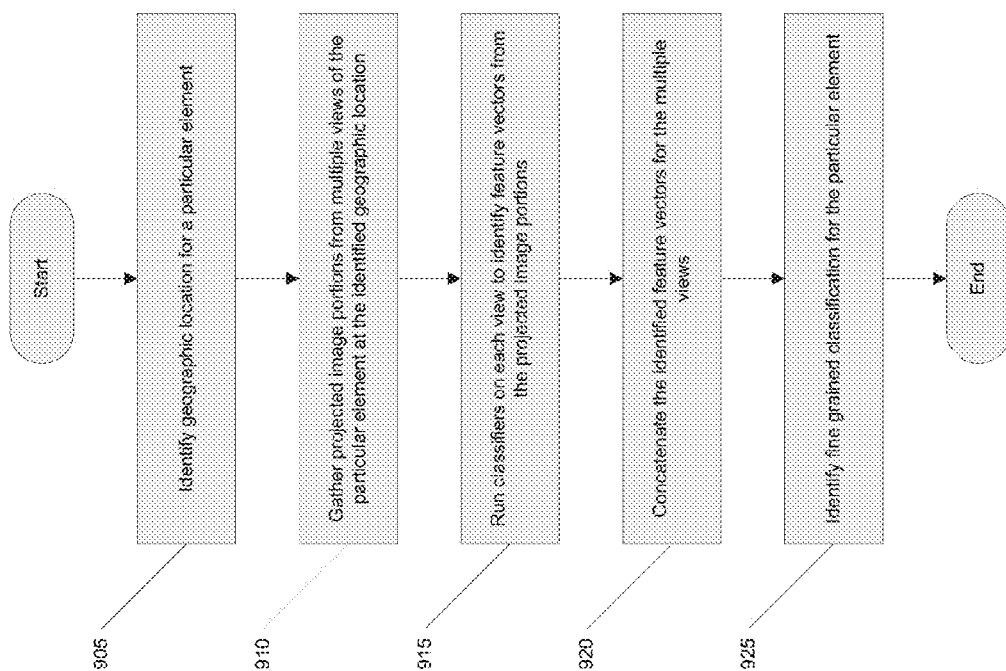 Start
905
Identify geographic location for a particular element
910
Gather projected image portions from multiple views of the
particular element at the identified geographic location
915
Run classifiers on each view to identify feature vectors from
the projected image portions
920
Concatenate the identified feature vectors for the multiple
views
925
Identify fine grained classification for the particular element
End